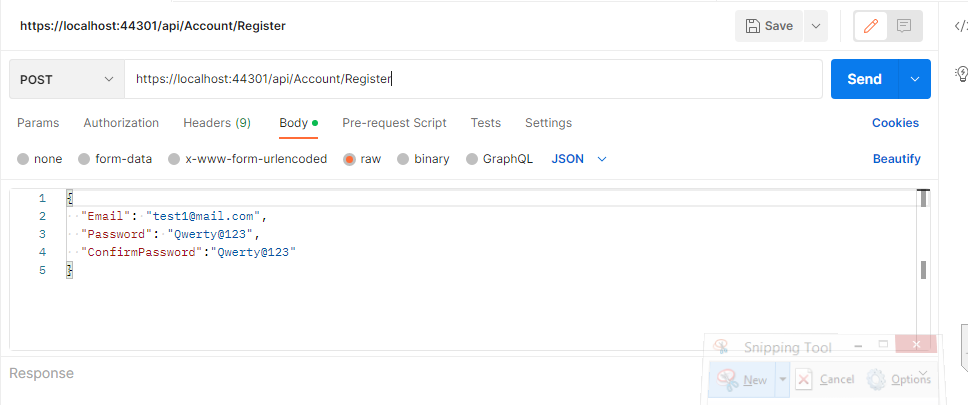 https://localhost:44301/api/Account/Register
Save
POST
https://localhost:44301/api/Account/Register
Send
Params Authorization Headers (9) Body Pre-request Script Tests Settings Cookies
none form-data x-www-form-urlencoded raw binary GraphQL JSON Beautify
1 {
2 "Email": "test1@mail.com",
3 "Password": "Qwerty@123",
4 "ConfirmPassword":"Qwerty@123"
5 }
Snipping Tool
Response
New Cancel Options